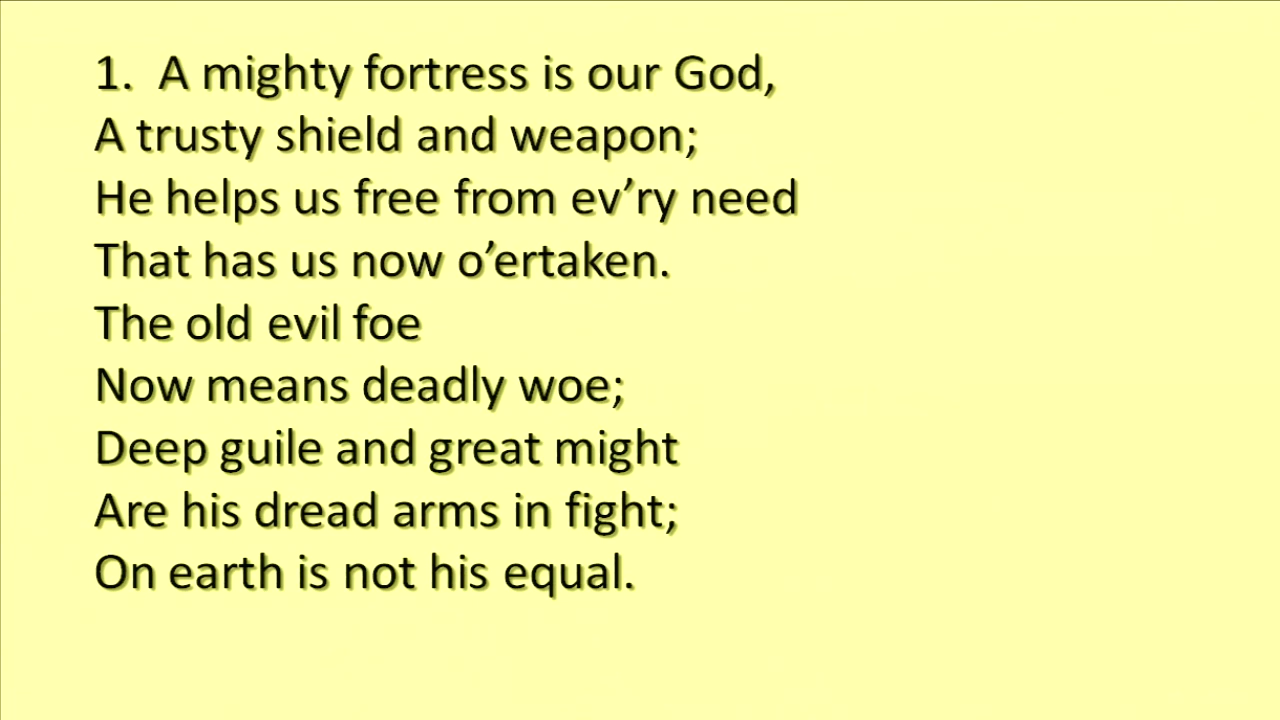 1.  A mighty fortress is our God,
A trusty shield and weapon;
He helps us free from ev’ry need
That has us now o’ertaken.
The old evil foe
Now means deadly woe;
Deep guile and great might
Are his dread arms in fight;
On earth is not his equal.